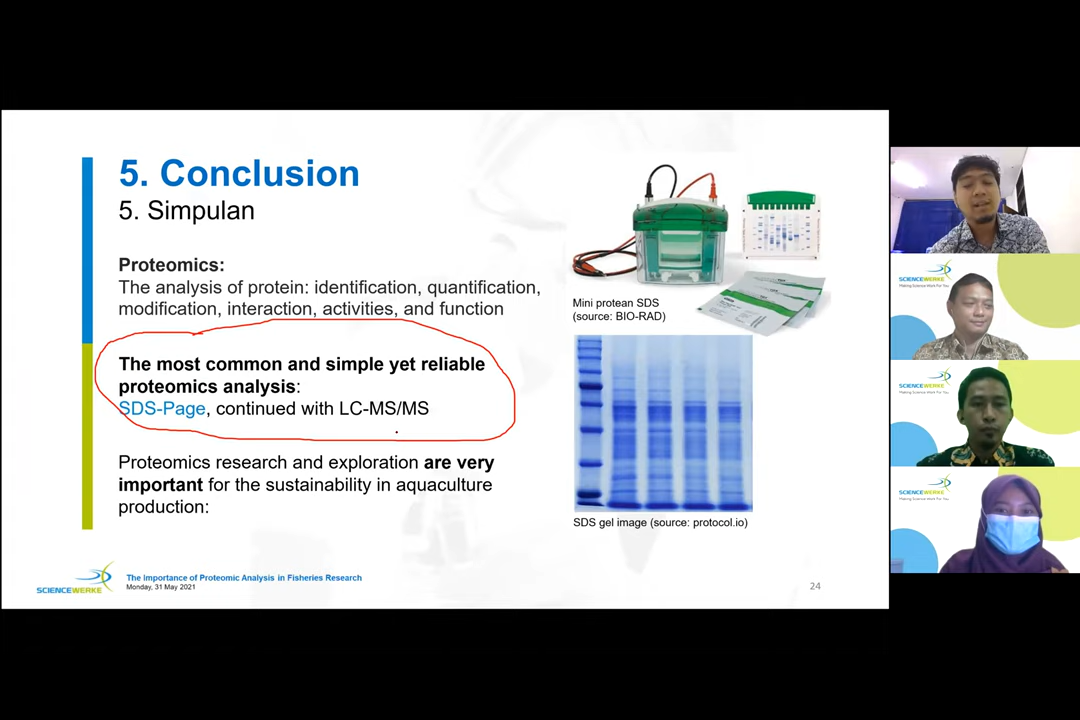 5. Conclusion
5. Simpulan
Proteomics:
The analysis of protein: identification, quantification,
modification, interaction, activities, and function
The most common and simple yet reliable
proteomics analysis:
SDS-Page, continued with LC-MS/MS
Proteomics research and exploration are very
important for the sustainability in aquaculture
production:
Mini protean SDS
(source: BIO-RAD)
SDS gel image (source: protocol.io)
SCIENCEWERKE
The Importance of Proteomic Analysis in Fisheries Research
Monday, 31 May 2021
24
SCIENCEWERKE
Making Science Work For You
SCIENCEWERKE
Making Science Work For You
SCIENCEWERKE
Making Science Work For You